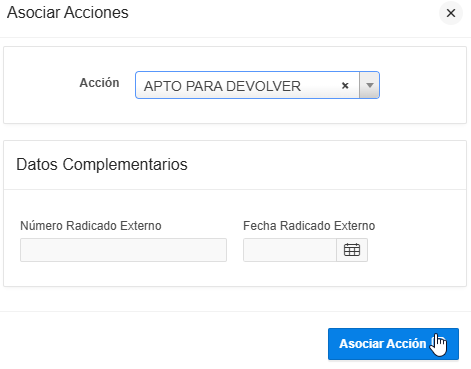 Asociar Acciones
Acción
APTO PARA DEVOLVER
Datos Complementarios
Número Radicado Externo
Fecha Radicado Externo
Asociar Acción